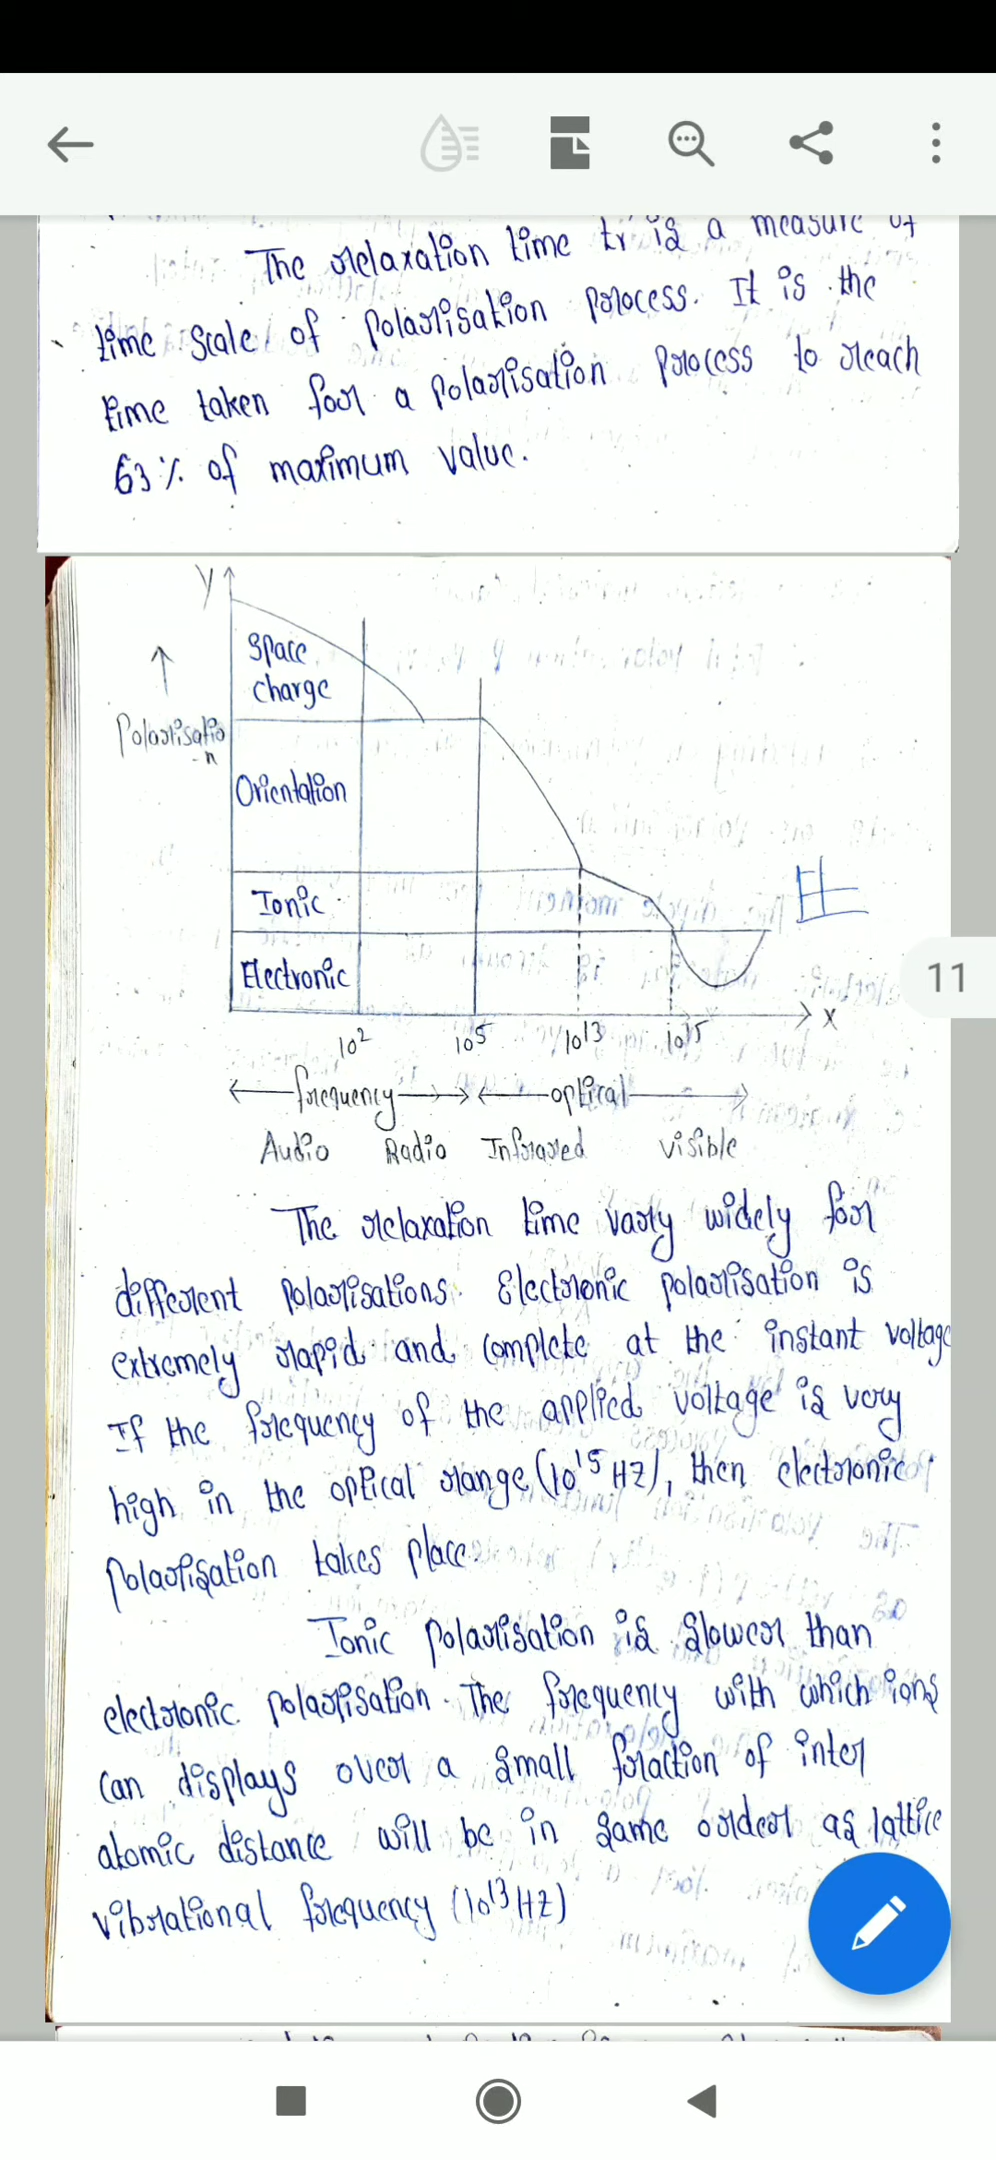 The relaxation time tr is a measure of
time scale of polarisation process. It is the
time taken for a polarisation process to reach
63% of maximum value.
Y
Space
charge
Polarisatio
-n
Orientation
Ionic
Electronic
11
10² 10⁵ 10¹³ 10¹⁵ X
frequency optical
Audio Radio Infrared visible
The relaxation time vary widely for
different polarisations. Electronic polarisation is
extremely rapid and complete at the instant voltage
If the frequency of the applied voltage is very
high in the optical range (10¹⁵ Hz), then electronic
polarisation takes place.
Ionic polarisation is slower than
electronic polarisation. The frequency with which ions
can displays over a small fraction of inter
atomic distance will be in same order as lattice
vibrational frequency (10¹³ Hz)